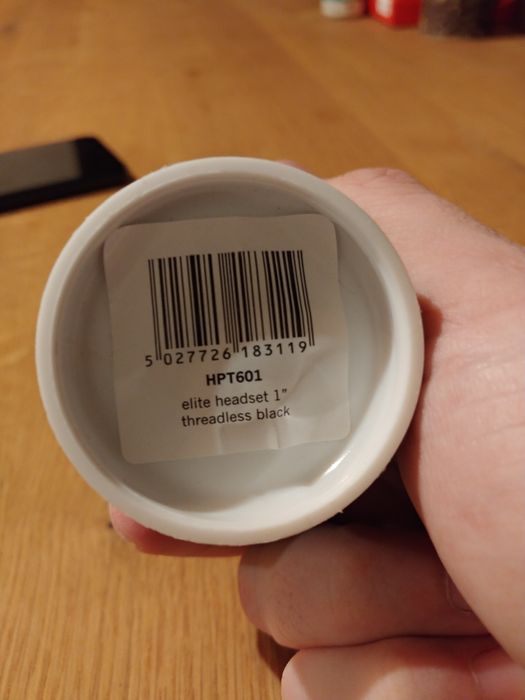 5 027726 183119
HPT601
elite headset 1"
threadless black